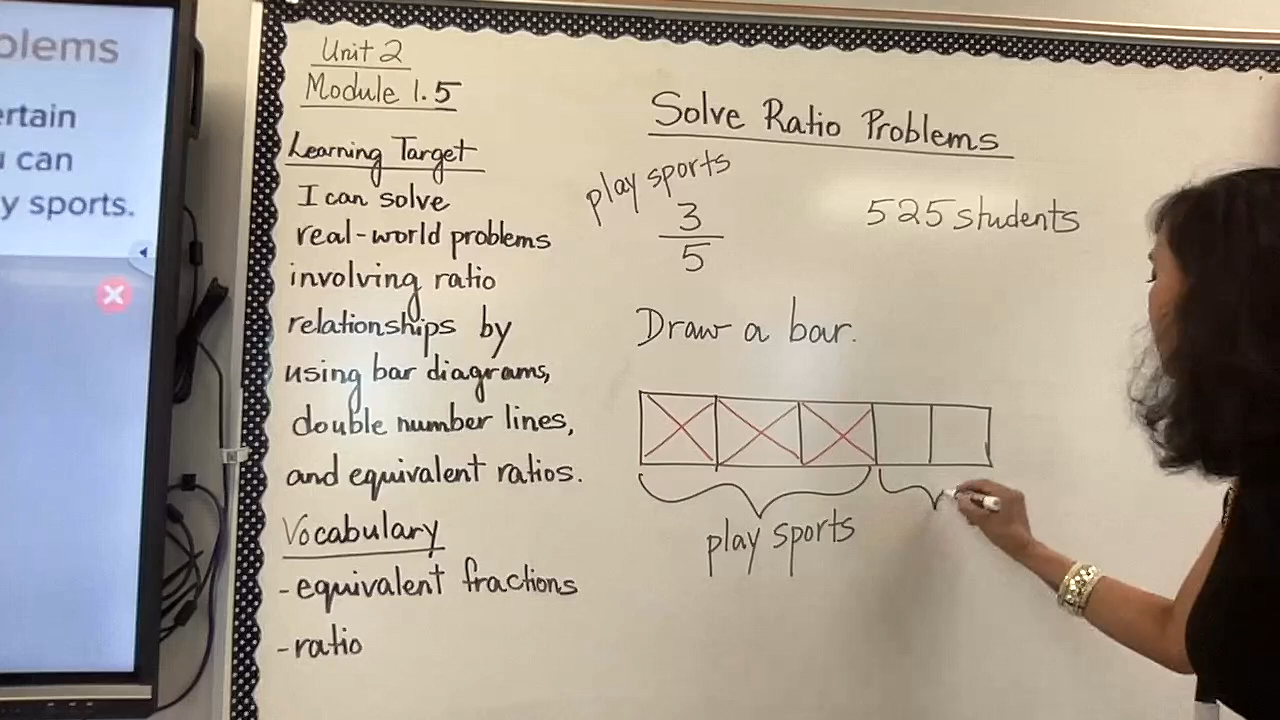 olems
ertain
u can
y sports.
Unit 2
Module 1.5
Learning Target
I can solve
real-world problems
involving ratio
relationships by
using bar diagrams,
double number lines,
and equivalent ratios.
Vocabulary
- equivalent fractions
- ratio
Solve Ratio Problems
play sports
3
5
525 students
Draw a bar.
play sports